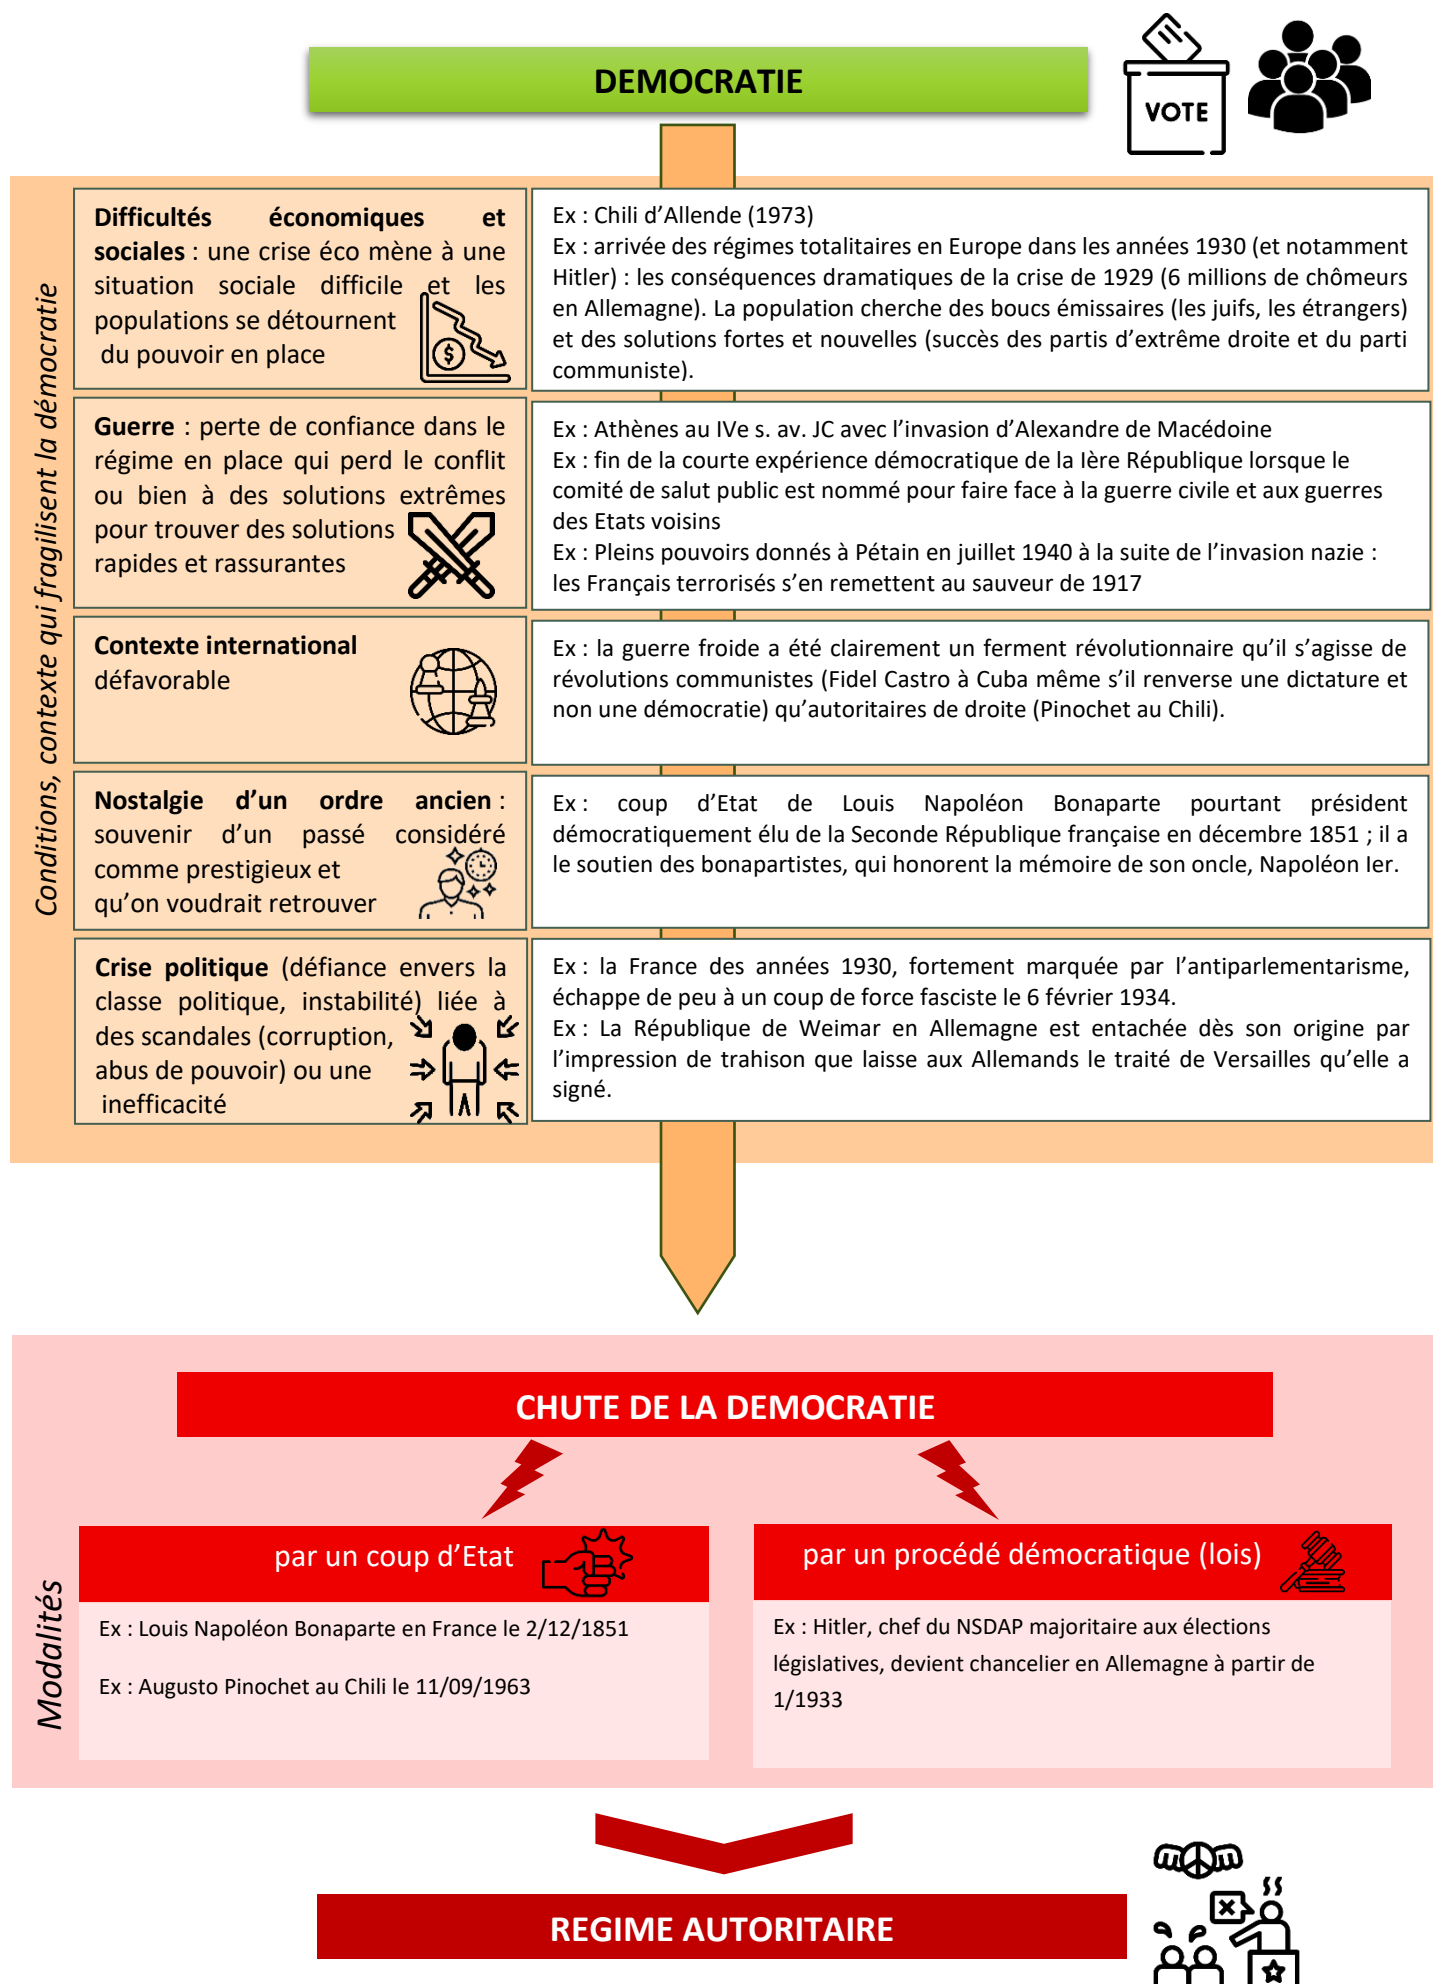 DEMOCRATIE
VOTE
Conditions, contexte qui fragilisent la démocratie
Difficultés économiques et
sociales : une crise éco mène à une
situation sociale difficile et les
populations se détournent
du pouvoir en place
Ex : Chili d’Allende (1973)
Ex : arrivée des régimes totalitaires en Europe dans les années 1930 (et notamment
Hitler) : les conséquences dramatiques de la crise de 1929 (6 millions de chômeurs
en Allemagne). La population cherche des boucs émissaires (les juifs, les étrangers)
et des solutions fortes et nouvelles (succès des partis d’extrême droite et du parti
communiste).
Guerre : perte de confiance dans le
régime en place qui perd le conflit
ou bien à des solutions extrêmes
pour trouver des solutions
rapides et rassurantes
Ex : Athènes au IVe s. av. JC avec l’invasion d’Alexandre de Macédoine
Ex : fin de la courte expérience démocratique de la Ière République lorsque le
comité de salut public est nommé pour faire face à la guerre civile et aux guerres
des Etats voisins
Ex : Pleins pouvoirs donnés à Pétain en juillet 1940 à la suite de l’invasion nazie :
les Français terrorisés s’en remettent au sauveur de 1917
Contexte international
défavorable
Ex : la guerre froide a été clairement un ferment révolutionnaire qu’il s’agisse de
révolutions communistes (Fidel Castro à Cuba même s’il renverse une dictature et
non une démocratie) qu’autoritaires de droite (Pinochet au Chili).
Nostalgie d’un ordre ancien :
souvenir d’un passé considéré
comme prestigieux et
qu’on voudrait retrouver
Ex : coup d’Etat de Louis Napoléon Bonaparte pourtant président
démocratiquement élu de la Seconde République française en décembre 1851 ; il a
le soutien des bonapartistes, qui honorent la mémoire de son oncle, Napoléon Ier.
Crise politique (défiance envers la
classe politique, instabilité) liée à
des scandales (corruption,
abus de pouvoir) ou une
inefficacité
Ex : la France des années 1930, fortement marquée par l’antiparlementarisme,
échappe de peu à un coup de force fasciste le 6 février 1934.
Ex : La République de Weimar en Allemagne est entachée dès son origine par
l’impression de trahison que laisse aux Allemands le traité de Versailles qu’elle a
signé.
CHUTE DE LA DEMOCRATIE
Modalités
par un coup d’Etat
Ex : Louis Napoléon Bonaparte en France le 2/12/1851
Ex : Augusto Pinochet au Chili le 11/09/1963
par un procédé démocratique (lois)
Ex : Hitler, chef du NSDAP majoritaire aux élections
législatives, devient chancelier en Allemagne à partir de
1/1933
REGIME AUTORITAIRE